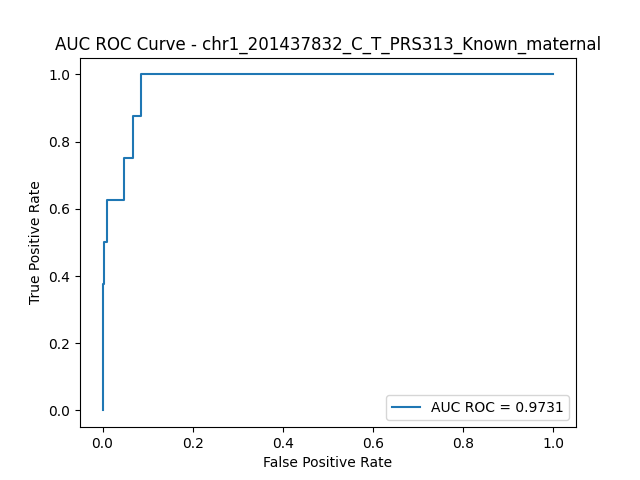 AUC ROC Curve - chr1_201437832_C_T_PRS313_Known_maternal
1.0
0.8
0.6
0.4
0.2
0.0
True Positive Rate
AUC ROC = 0.9731
0.0 0.2 0.4 0.6 0.8 1.0
False Positive Rate